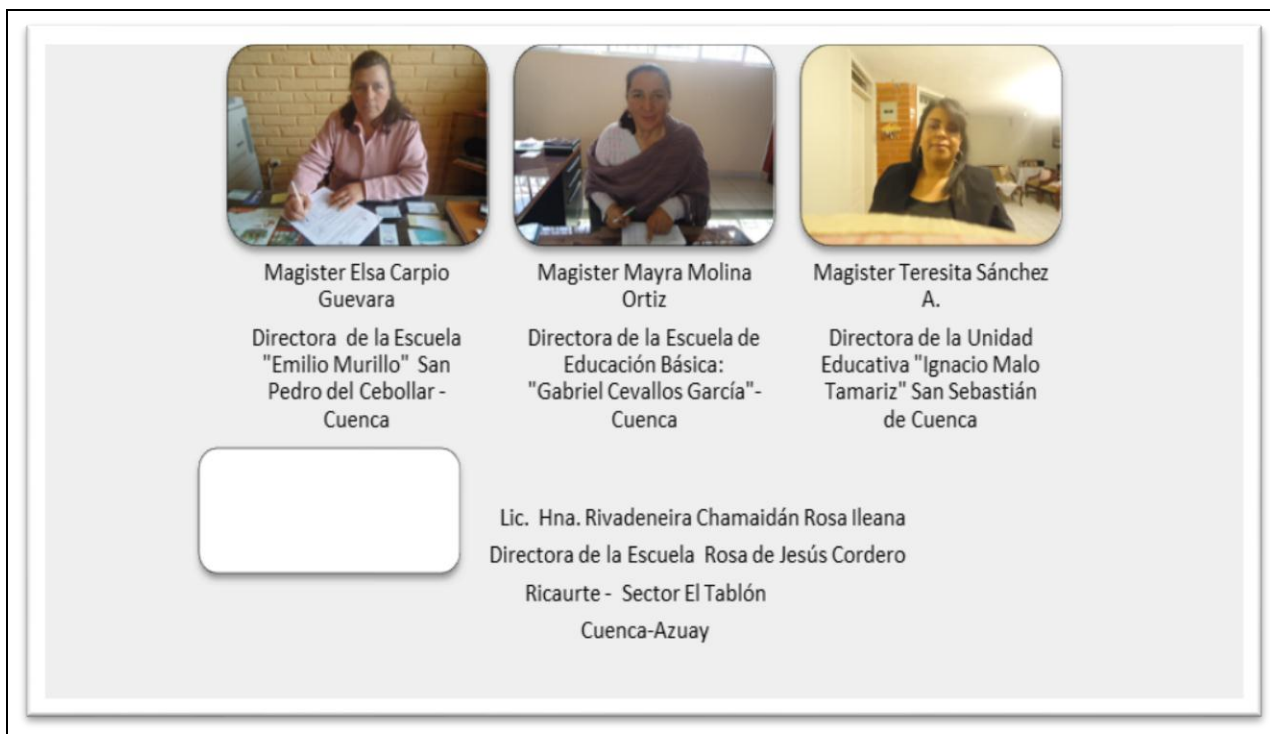 Magister Elsa Carpio
Guevara
Directora de la Escuela
"Emilio Murillo" San
Pedro del Cebollar -
Cuenca
Magister Mayra Molina
Ortiz
Directora de la Escuela de
Educación Básica:
"Gabriel Cevallos García"-
Cuenca
Magister Teresita Sánchez
A.
Directora de la Unidad
Educativa "Ignacio Malo
Tamariz" San Sebastián
de Cuenca
Lic. Hna. Rivadeneira Chamaidán Rosa Ileana
Directora de la Escuela Rosa de Jesús Cordero
Ricaurte - Sector El Tablón
Cuenca-Azuay